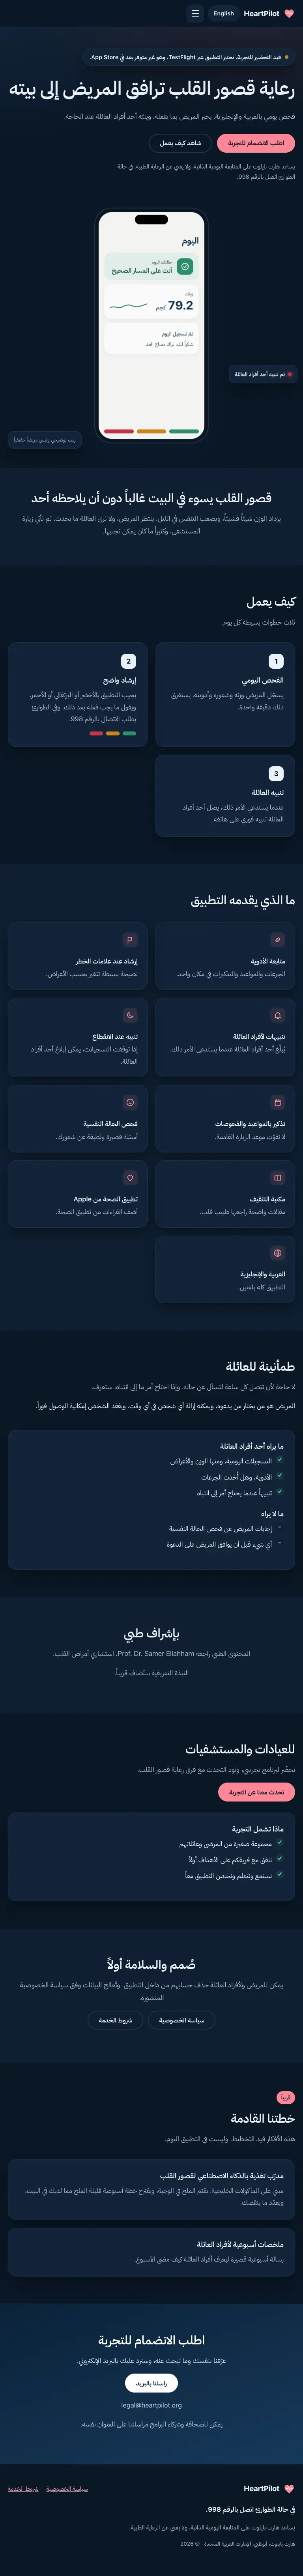 HeartPilot
English
قيد التحضير للتجربة. نختبر التطبيق عبر TestFlight، وهو غير متوفر بعد في App Store.
رعاية قصور القلب ترافق المريض إلى بيته
فحص يومي بالعربية والإنجليزية. يخبر المريض بما يفعله، وينبّه أحد أفراد العائلة عند الحاجة.
اطلب الانضمام للتجربة
شاهد كيف يعمل
يساعد هارت بايلوت على المتابعة اليومية الذاتية، ولا يغني عن الرعاية الطبية. في حالة
الطوارئ اتصل بالرقم 998.
اليوم
حالتك اليوم
أنت على المسار الصحيح
وزنك
79.2 كجم
تمّ تسجيل اليوم
شكراً لك. نراك صباح الغد.
تم تنبيه أحد أفراد العائلة
رسم توضيحي وليس مريضاً حقيقياً
قصور القلب يسوء في البيت غالباً دون أن يلاحظه أحد
يزداد الوزن شيئاً فشيئاً، ويصعب التنفس في الليل. ينتظر المريض، ولا ترى العائلة ما يحدث. ثم تأتي زيارة
المستشفى، وكثيراً ما كان يمكن تجنبها.
كيف يعمل
ثلاث خطوات بسيطة كل يوم.
1
الفحص اليومي
يسجّل المريض وزنه وشعوره وأدويته. يستغرق
ذلك دقيقة واحدة.
2
إرشاد واضح
يجيب التطبيق بالأخضر أو البرتقالي أو الأحمر،
ويقول ما يجب فعله بعد ذلك. وفي الطوارئ
يطلب الاتصال بالرقم 998.
3
تنبيه العائلة
عندما يستدعي الأمر ذلك، يصل أحد أفراد
العائلة تنبيه فوري على هاتفه.
ما الذي يقدمه التطبيق
متابعة الأدوية
الجرعات والمواعيد والتذكيرات في مكان واحد.
إرشاد عند علامات الخطر
نصيحة بسيطة تتغير بحسب الأعراض.
تنبيهات لأفراد العائلة
يُبلَّغ أحد أفراد العائلة عندما يستدعي الأمر ذلك.
تنبيه عند الانقطاع
إذا توقفت التسجيلات، يمكن إبلاغ أحد أفراد
العائلة.
تذكير بالمواعيد والفحوصات
لا تفوّت موعد الزيارة القادمة.
فحص الحالة النفسية
أسئلة قصيرة ولطيفة عن شعورك.
مكتبة التثقيف
مقالات واضحة راجعها طبيب قلب.
تطبيق الصحة من Apple
أضف القراءات من تطبيق الصحة.
العربية والإنجليزية
التطبيق كله بلغتين.
طمأنينة للعائلة
لا حاجة لأن تتصل كل ساعة لتسأل عن حاله. وإذا احتاج أمر إلى انتباه، ستعرف.
المريض هو من يختار من يدعوه، ويمكنه إزالة أي شخص في أي وقت. ويفقد الشخص إمكانية الوصول فوراً.
ما يراه أحد أفراد العائلة
التسجيلات اليومية، ومنها الوزن والأعراض
الأدوية، وهل أُخذت الجرعات
تنبيهاً عندما يحتاج أمر إلى انتباه
ما لا يراه
إجابات المريض عن فحص الحالة النفسية
أي شيء قبل أن يوافق المريض على الدعوة
بإشراف طبي
المحتوى الطبي راجعه Prof. Dr. Samer Ellahham، استشاري أمراض القلب.
النبذة التعريفية ستُضاف قريباً.
للعيادات والمستشفيات
نحضّر لبرنامج تجريبي، ونود التحدث مع فرق رعاية قصور القلب.
تحدث معنا عن التجربة
ماذا تشمل التجربة
مجموعة صغيرة من المرضى وعائلاتهم
نتفق مع فريقكم على الأهداف أولاً
نستمع ونتعلم ونحسّن التطبيق معاً
صُمم والسلامة أولاً
يمكن للمريض ولأفراد العائلة حذف حسابهم من داخل التطبيق. ونُعالج البيانات وفق سياسة الخصوصية
المنشورة.
سياسة الخصوصية
شروط الخدمة
قريباً
خطتنا القادمة
هذه الأفكار قيد التخطيط. وليست في التطبيق اليوم.
مدرّب تغذية بالذكاء الاصطناعي لقصور القلب
مبني على المأكولات الخليجية. يقيّم الملح في الوجبة، ويقترح خطة أسبوعية قليلة الملح مما لديك في البيت،
ويعدّد ما ينقصك.
ملخصات أسبوعية لأفراد العائلة
رسالة أسبوعية قصيرة ليعرف أفراد العائلة كيف مضى الأسبوع.
اطلب الانضمام للتجربة
عرّفنا بنفسك وما تبحث عنه، وسنرد عليك بالبريد الإلكتروني.
راسلنا بالبريد
legal@heartpilot.org
يمكن للصحافة وشركاء البرامج مراسلتنا على العنوان نفسه.
HeartPilot
سياسة الخصوصية
شروط الخدمة
في حالة الطوارئ اتصل بالرقم 998.
يساعد هارت بايلوت على المتابعة اليومية الذاتية، ولا يغني عن الرعاية الطبية.
هارت بايلوت، أبوظبي، الإمارات العربية المتحدة · © 2026